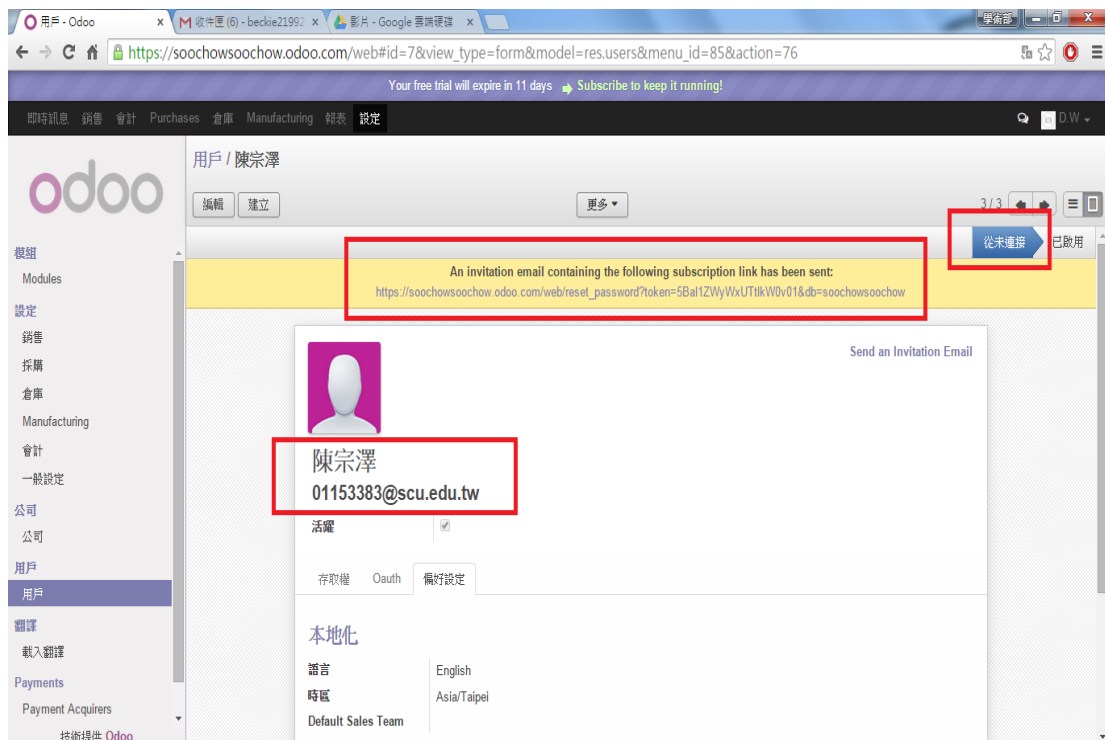 用戶 - Odoo
收件匣 (6) - beckie21992
影片 - Google 雲端硬碟
學術部
https://soochowsoochow.odoo.com/web#id=7&view_type=form&model=res.users&menu_id=85&action=76
Your free trial will expire in 11 days Subscribe to keep it running!
即時訊息 銷售 會計 Purchases 倉庫 Manufacturing 報表 設定
D.W
odoo
用戶 / 陳宗澤
編輯 建立 更多 3 / 3
從未連接 已啟用
An invitation email containing the following subscription link has been sent:
https://soochowsoochow.odoo.com/web/reset_password?token=5Bal1ZWyWxUTtlkW0v01&db=soochowsoochow
模組
Modules
設定
銷售
採購
倉庫
Manufacturing
會計
一般設定
公司
公司
用戶
用戶
翻譯
載入翻譯
Payments
Payment Acquirers
技術提供 Odoo
Send an Invitation Email
陳宗澤
01153383@scu.edu.tw
活躍
存取權 Oauth 偏好設定
本地化
語言 English
時區 Asia/Taipei
Default Sales Team